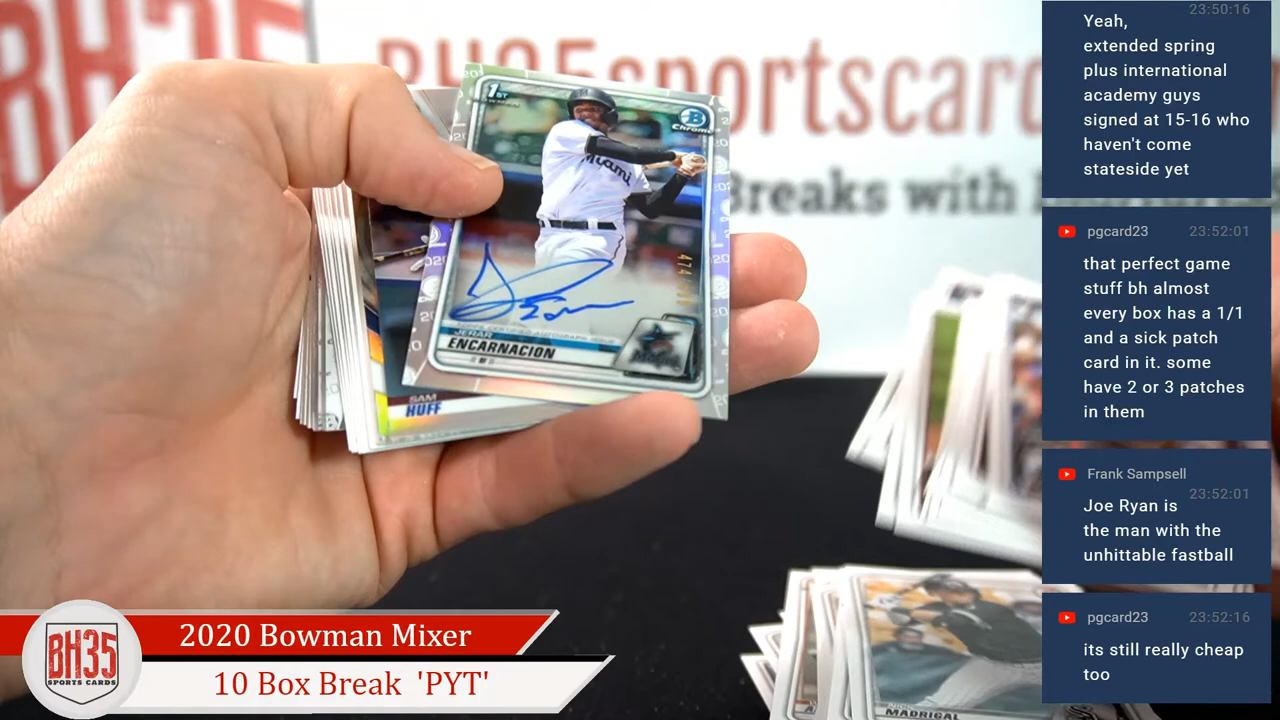 BH35
BH35sportscard
Breaks with
1ST
B
Chrome
Miami
JERAR
ENCARNACION
SAM
HUFF
MADRIGAL
23:50:16
Yeah,
extended spring
plus international
academy guys
signed at 15-16 who
haven't come
stateside yet
pgcard23 23:52:01
that perfect game
stuff bh almost
every box has a 1/1
and a sick patch
card in it. some
have 2 or 3 patches
in them
Frank Sampsell
23:52:01
Joe Ryan is
the man with the
unhittable fastball
pgcard23 23:52:16
its still really cheap
too
BH35
SPORTS CARDS
2020 Bowman Mixer
10 Box Break 'PYT'